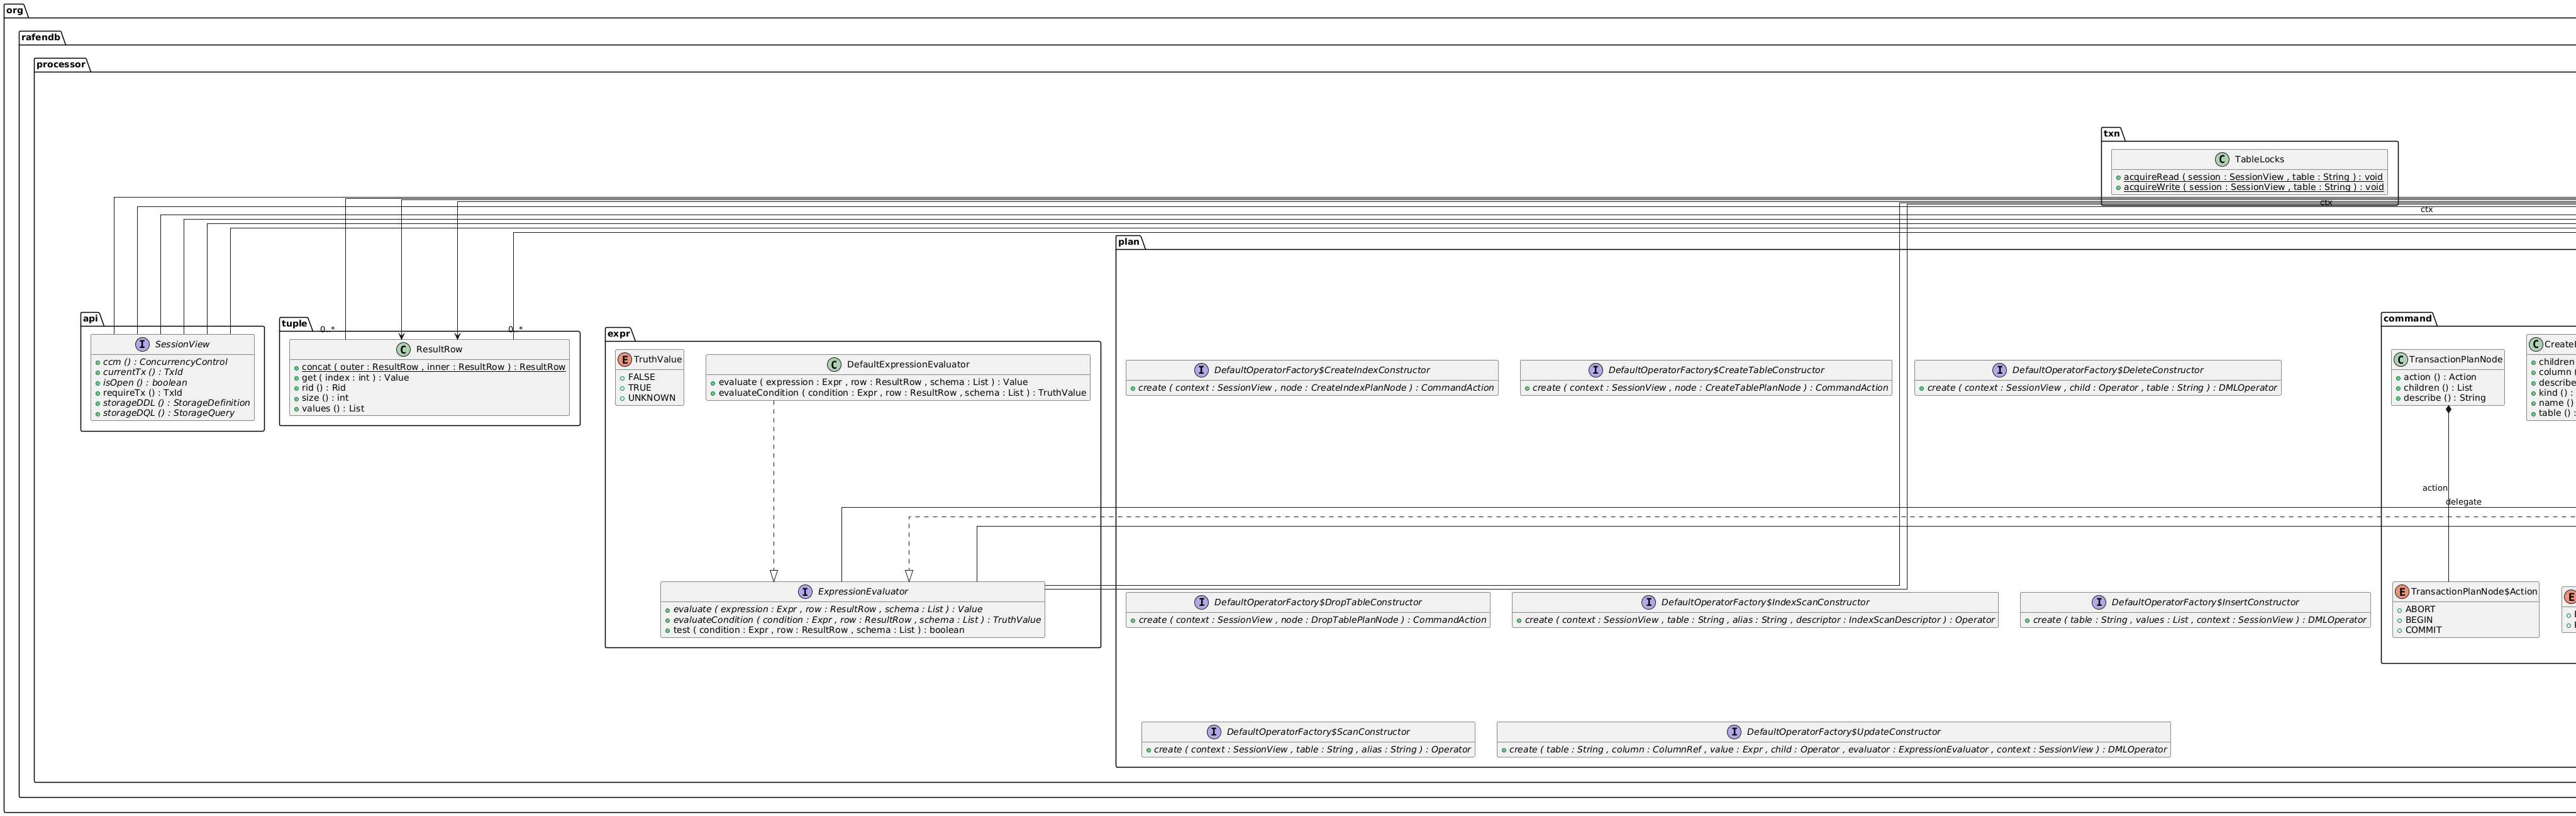 org
rafendb
processor
txn
TableLocks
acquireRead ( session : SessionView , table : String ) : void
acquireWrite ( session : SessionView , table : String ) : void
ctx
ctx
plan
api
SessionView
ccm () : ConcurrencyControl
currentTx () : TxId
isOpen () : boolean
requireTx () : TxId
storageDDL () : StorageDefinition
storageDQL () : StorageQuery
tuple
0..*
0..*
ResultRow
concat ( outer : ResultRow , inner : ResultRow ) : ResultRow
get ( index : int ) : Value
rid () : Rid
size () : int
values () : List
expr
TruthValue
FALSE
TRUE
UNKNOWN
DefaultExpressionEvaluator
evaluate ( expression : Expr , row : ResultRow , schema : List ) : Value
evaluateCondition ( condition : Expr , row : ResultRow , schema : List ) : TruthValue
ExpressionEvaluator
evaluate ( expression : Expr , row : ResultRow , schema : List ) : Value
evaluateCondition ( condition : Expr , row : ResultRow , schema : List ) : TruthValue
test ( condition : Expr , row : ResultRow , schema : List ) : boolean
DefaultOperatorFactory$CreateIndexConstructor
create ( context : SessionView , node : CreateIndexPlanNode ) : CommandAction
DefaultOperatorFactory$CreateTableConstructor
create ( context : SessionView , node : CreateTablePlanNode ) : CommandAction
DefaultOperatorFactory$DeleteConstructor
create ( context : SessionView , child : Operator , table : String ) : DMLOperator
DefaultOperatorFactory$DropTableConstructor
create ( context : SessionView , node : DropTablePlanNode ) : CommandAction
DefaultOperatorFactory$IndexScanConstructor
create ( context : SessionView , table : String , alias : String , descriptor : IndexScanDescriptor ) : Operator
DefaultOperatorFactory$InsertConstructor
create ( table : String , values : List , context : SessionView ) : DMLOperator
DefaultOperatorFactory$ScanConstructor
create ( context : SessionView , table : String , alias : String ) : Operator
DefaultOperatorFactory$UpdateConstructor
create ( table : String , column : ColumnRef , value : Expr , child : Operator , evaluator : ExpressionEvaluator , context : SessionView ) : DMLOperator
command
TransactionPlanNode
action () : Action
children () : List
describe () : String
children
column (
describe
kind () :
name ()
table () :
action
delegate
TransactionPlanNode$Action
ABORT
BEGIN
COMMIT